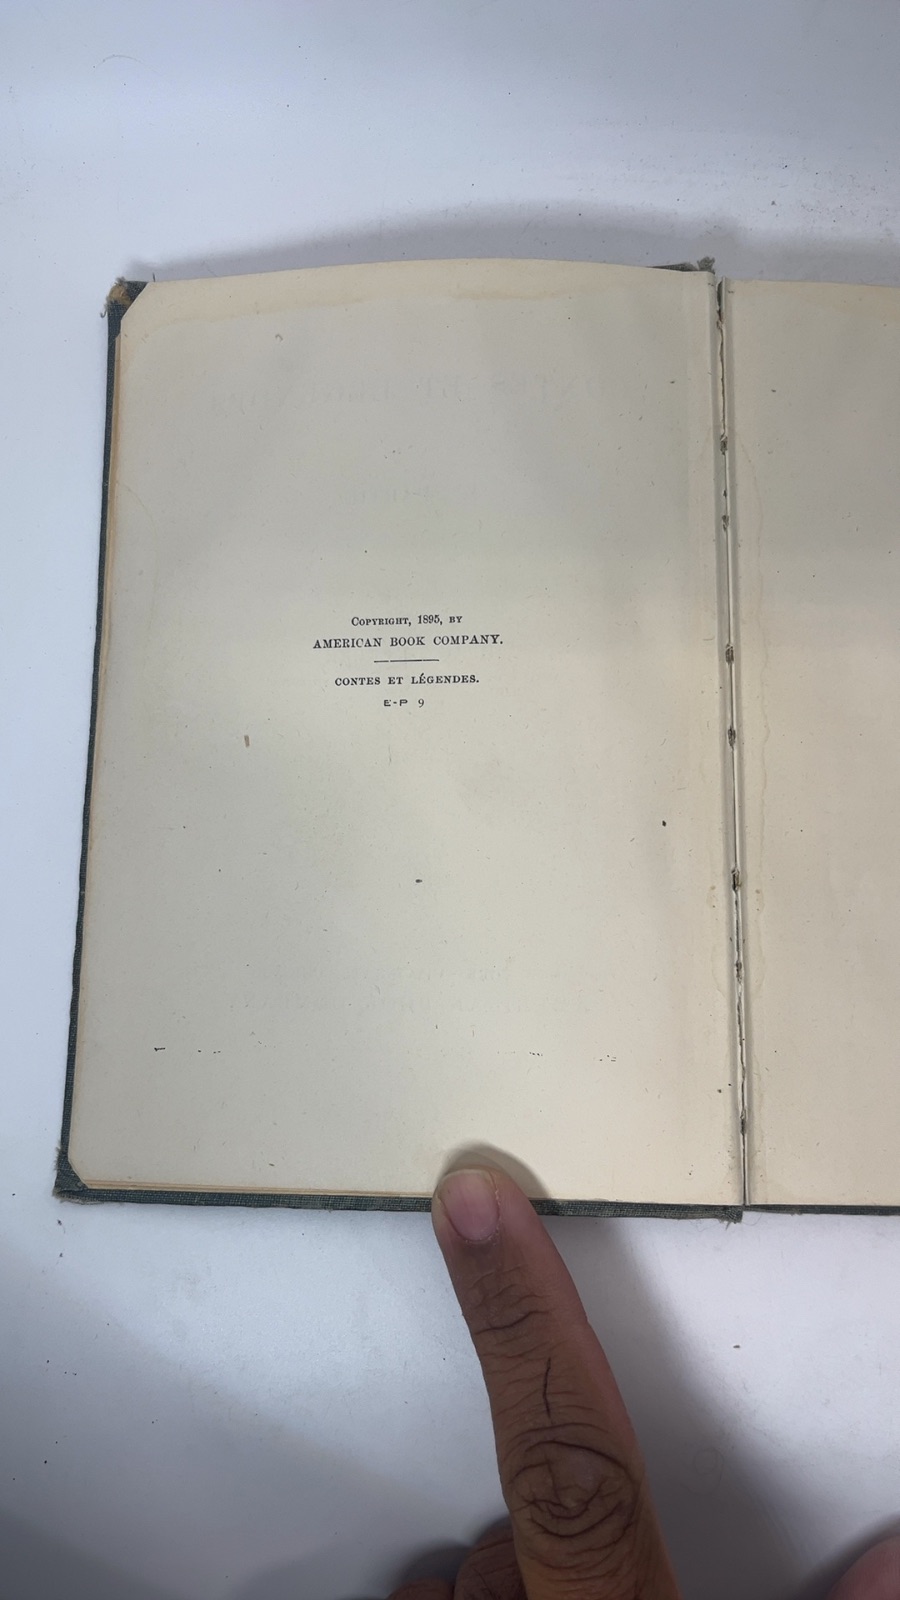 COPYRIGHT, 1895, BY
AMERICAN BOOK COMPANY.
CONTES ET LÉGENDES.
E-P 9